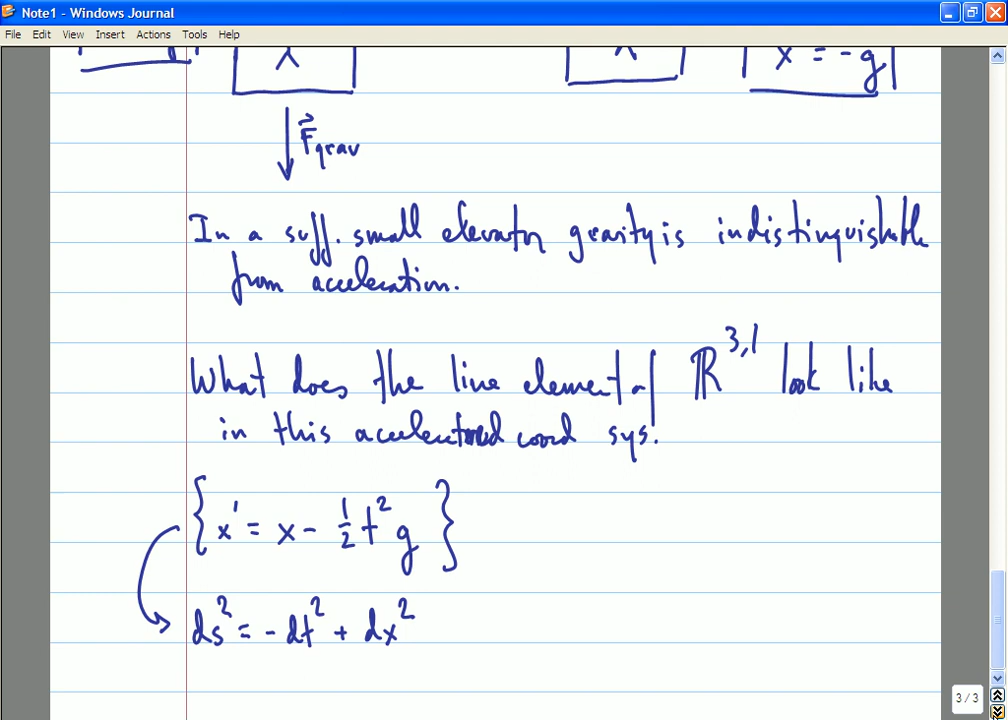 Note1 - Windows Journal
File Edit View Insert Actions Tools Help
x = -g
F grav
In a suff. small elevator gravity is indistinguishable
from acceleration.
What does the line element of ℝ^{3,1} look like
in this accelerated coord sys.
{x' = x - 1/2 t² g}
ds² = -dt² + dx²
3 / 3